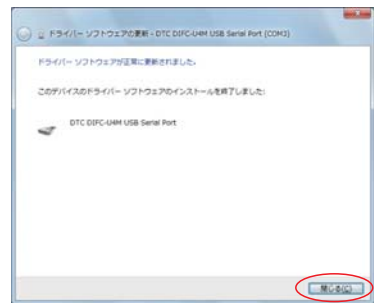 ドライバー ソフトウェアの更新 - DTC DIFC-U4M USB Serial Port (COM3)
ドライバー ソフトウェアが正常に更新されました。
このデバイスのドライバー ソフトウェアのインストールを終了しました:
DTC DIFC-U4M USB Serial Port
閉じる(C)